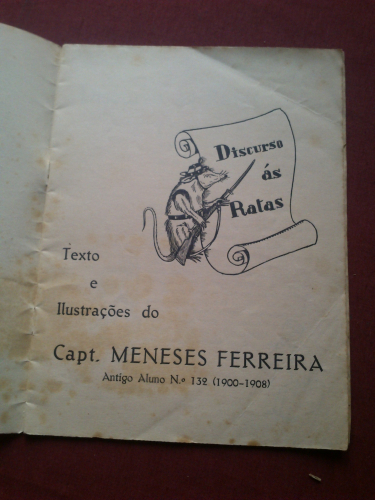 Discurso
ás
Ratas
Texto
e
Ilustrações do
Capt. MENESES FERREIRA
Antigo Aluno N.º 132 (1900-1908)